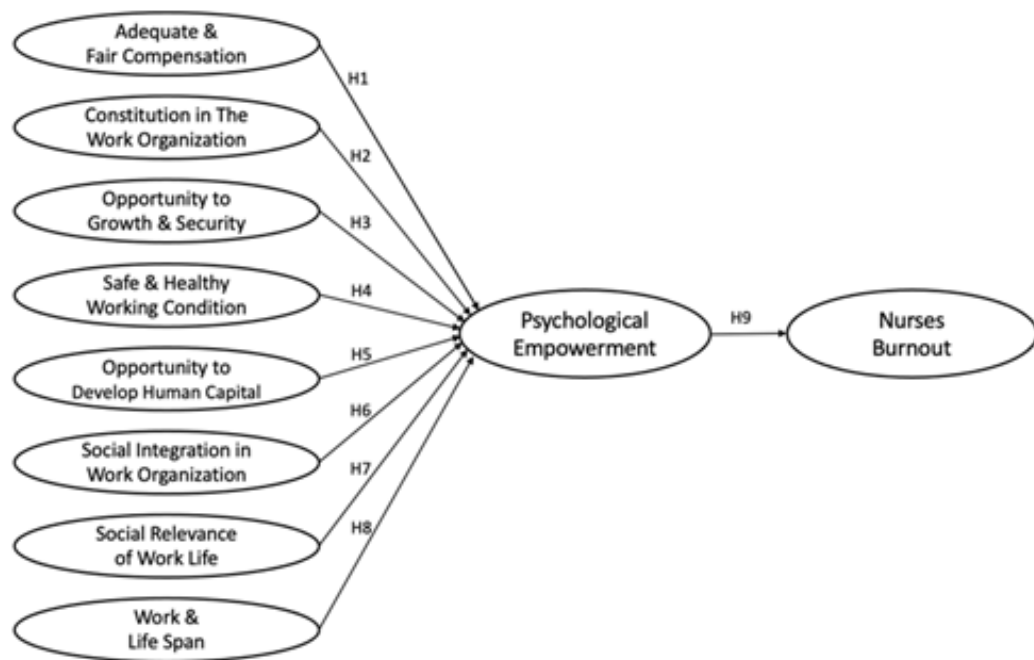 Adequate &
Fair Compensation
H1
Constitution in The
Work Organization
H2
Opportunity to
Growth & Security
H3
Safe & Healthy
Working Condition
H4
Opportunity to
Develop Human Capital
H5
Social Integration in
Work Organization
H6
Social Relevance
of Work Life
H7
Work &
Life Span
H8
Psychological
Empowerment
H9
Nurses
Burnout